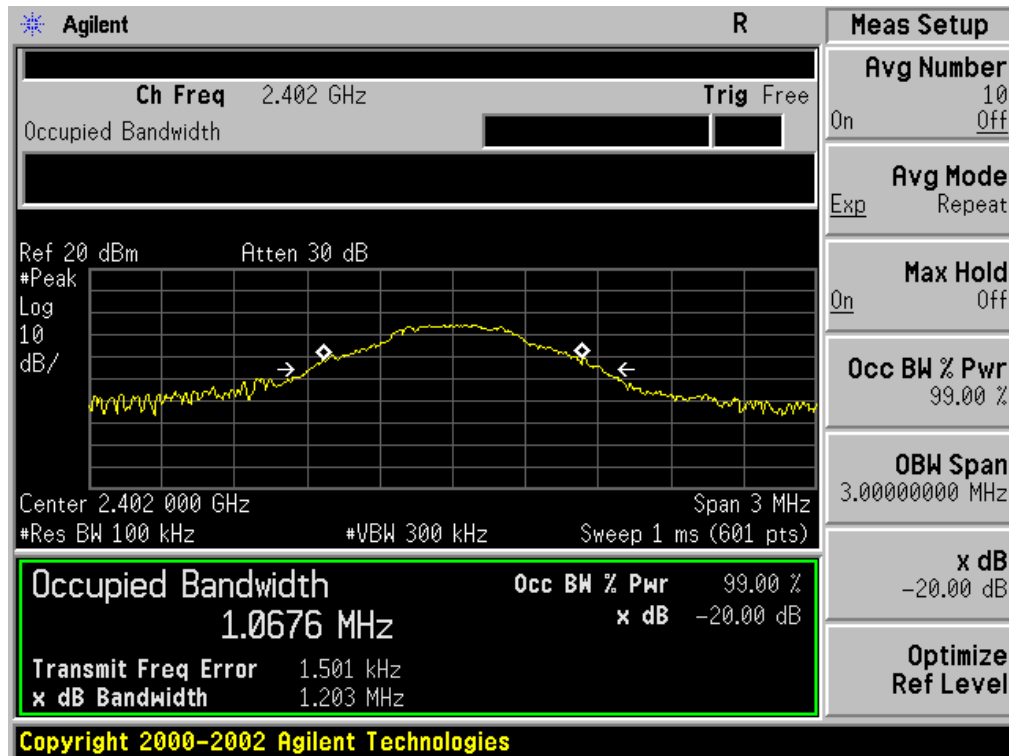 Agilent R Meas Setup
Ch Freq 2.402 GHz Trig Free
Occupied Bandwidth
Ref 20 dBm Atten 30 dB
#Peak
Log
10
dB/
Center 2.402 000 GHz Span 3 MHz
#Res BW 100 kHz #VBW 300 kHz Sweep 1 ms (601 pts)
Occupied Bandwidth Occ BW % Pwr 99.00 %
1.0676 MHz x dB -20.00 dB
Transmit Freq Error 1.501 kHz
x dB Bandwidth 1.203 MHz
Avg Number
10
On Off
Avg Mode
Exp Repeat
Max Hold
On Off
Occ BW % Pwr
99.00 %
OBW Span
3.00000000 MHz
x dB
-20.00 dB
Optimize
Ref Level
Copyright 2000-2002 Agilent Technologies